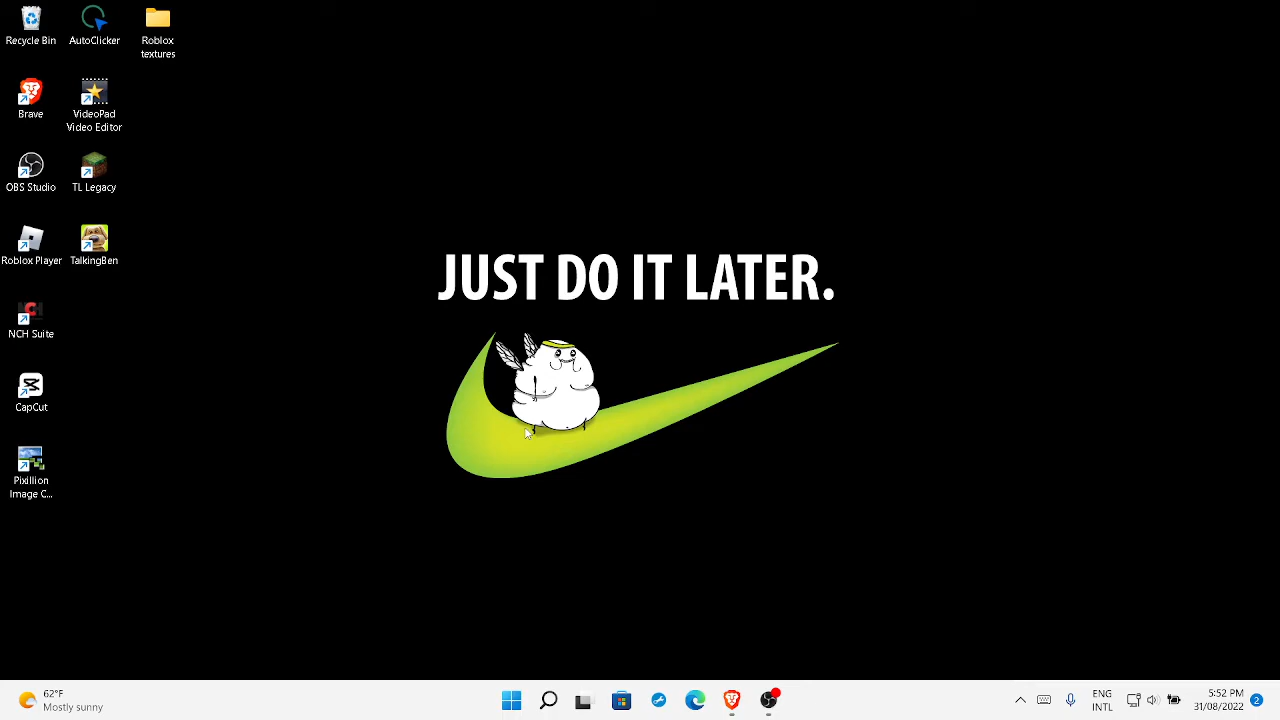 Recycle Bin
AutoClicker
Roblox
textures
Brave
VideoPad
Video Editor
OBS Studio
TL Legacy
Roblox Player
TalkingBen
NCH Suite
CapCut
Pixillion
Image C...
JUST DO IT LATER.
62°F
Mostly sunny
ENG
INTL
5:52 PM
31/08/2022
2